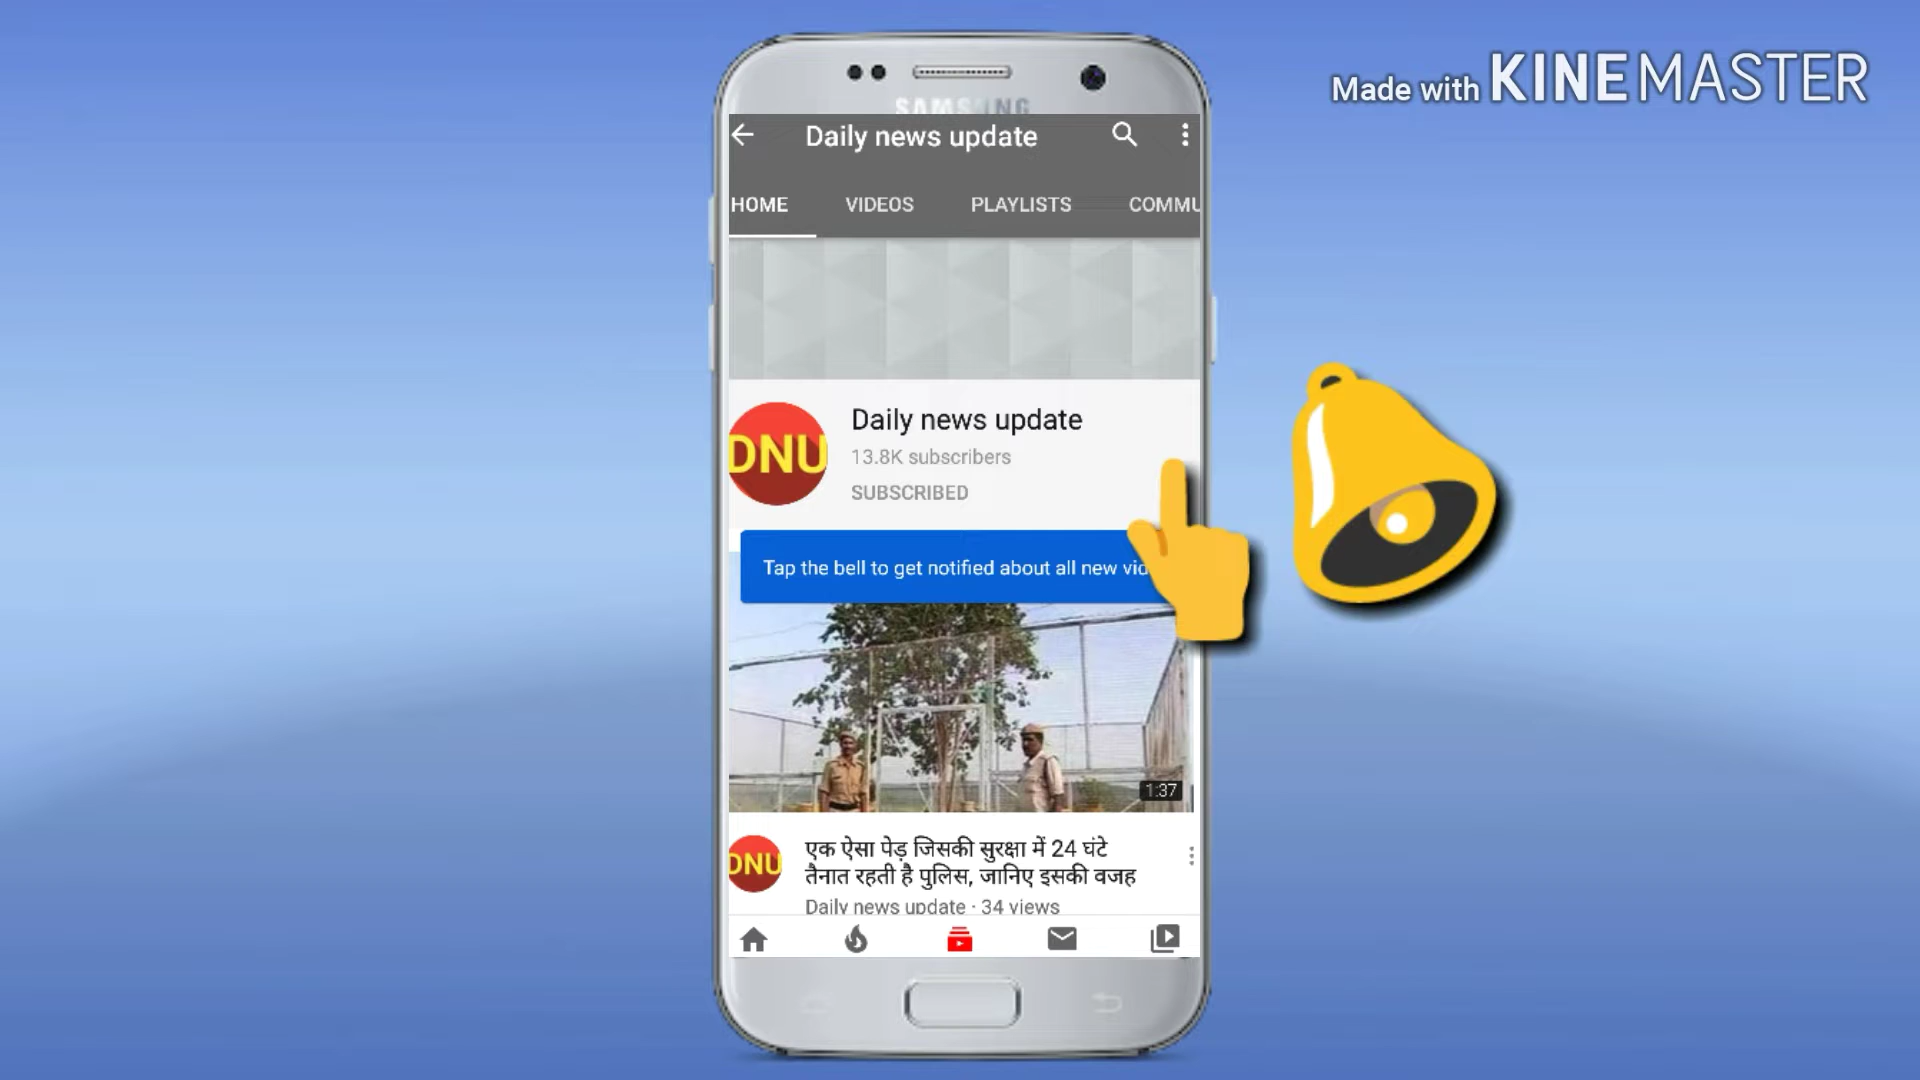 Made with KINEMASTER
SAMSUNG
Daily news update
HOME VIDEOS PLAYLISTS COMMU
DNU
Daily news update
13.8K subscribers
SUBSCRIBED
Tap the bell to get notified about all new vid
1:37
DNU
एक ऐसा पेड़ जिसकी सुरक्षा में 24 घंटे
तैनात रहती है पुलिस, जानिए इसकी वजह
Daily news update · 34 views